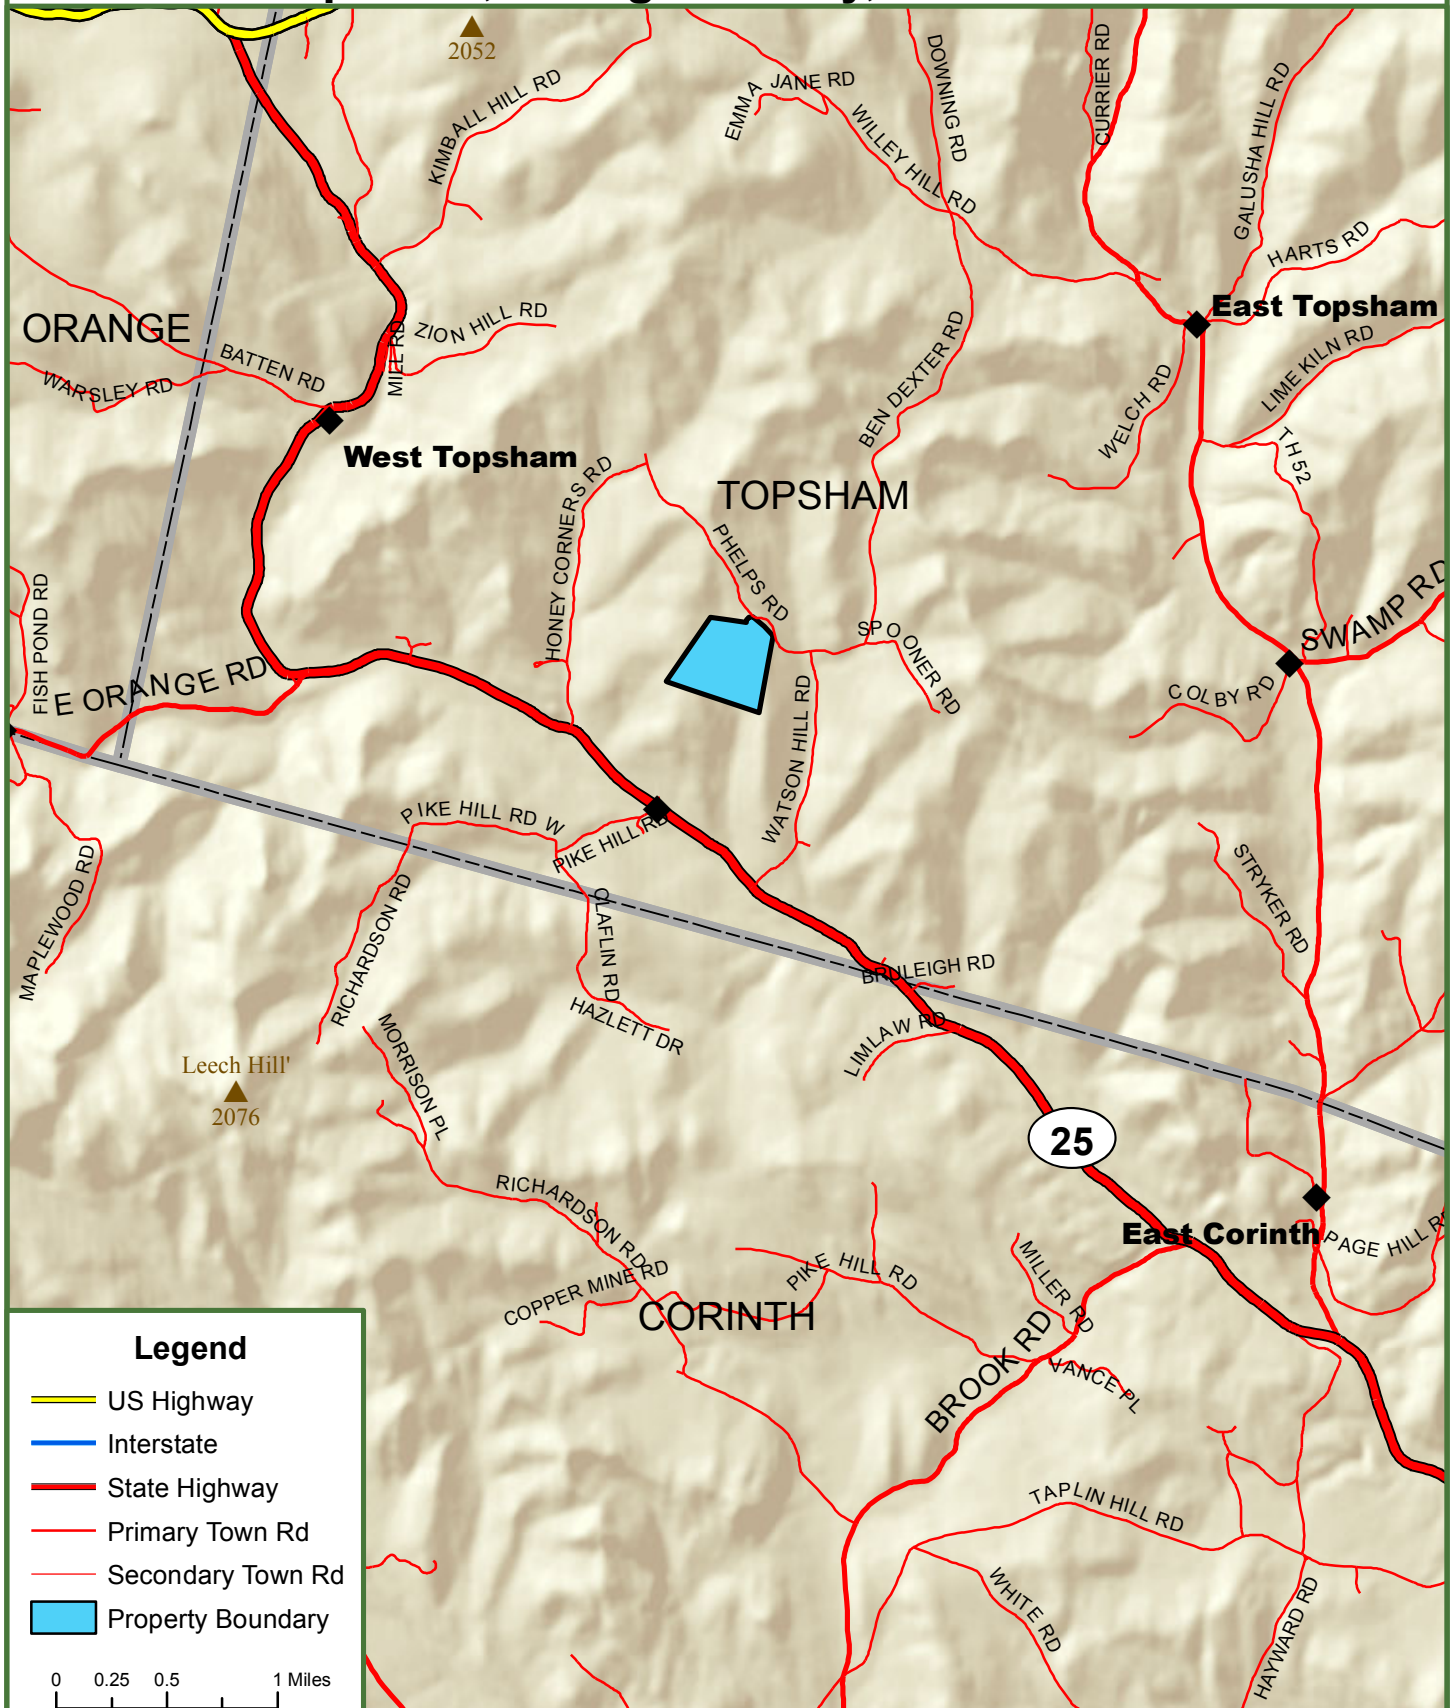 2052
KIMBALL HILL RD
EMMA JANE RD
WILLEY HILL RD
DOWNING RD
CURRIER RD
GALUSHA HILL RD
HARTS RD
East Topsham
ORANGE
ZION HILL RD
MILL RD
BATTEN RD
WARSLEY RD
LIME KILN RD
BEN DEXTER RD
WELCH RD
TH 52
West Topsham
TOPSHAM
HONEY CORNERS RD
PHELPS RD
FISH POND RD
E ORANGE RD
SPOONER RD
SWAMP RD
COLBY RD
WATSON HILL RD
PIKE HILL RD W
PIKE HILL RD
MAPLEWOOD RD
RICHARDSON RD
CLAFLIN RD
HAZLETT DR
STRYKER RD
BRULEIGH RD
LIMLAW RD
MORRISON PL
Leech Hill'
2076
25
RICHARDSON RD
East Corinth
PAGE HILL RD
COPPER MINE RD
PIKE HILL RD
MILLER RD
CORINTH
BROOK RD
VANCE PL
TAPLIN HILL RD
WHITE RD
HAYWARD RD
Legend
US Highway
Interstate
State Highway
Primary Town Rd
Secondary Town Rd
Property Boundary
0 0.25 0.5 1 Miles